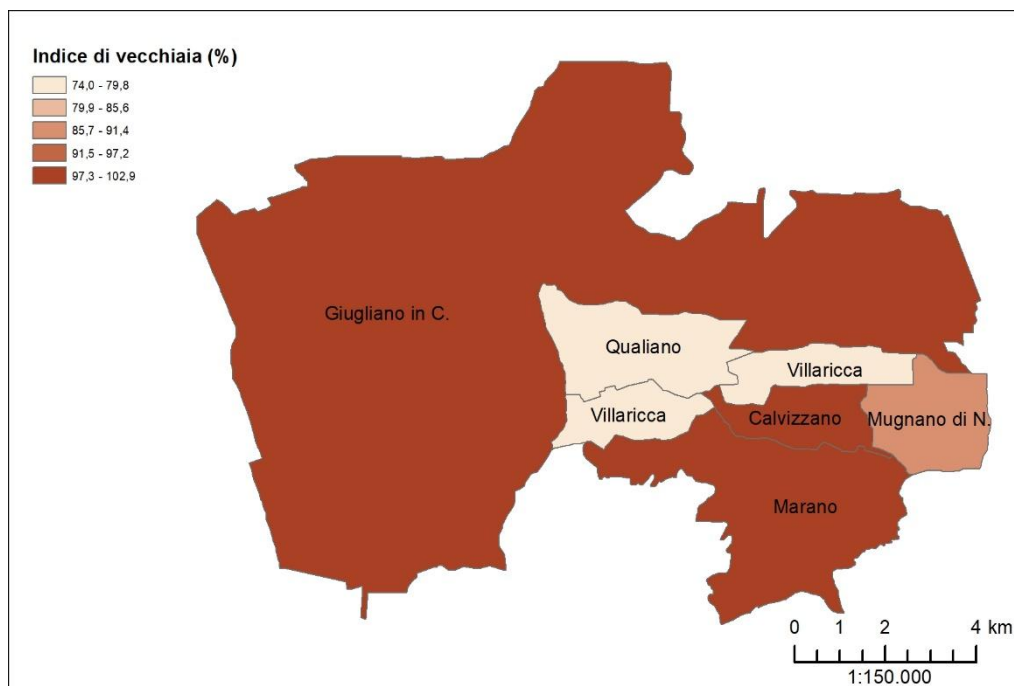 Indice di vecchiaia (%)
74,0 - 79,8
79,9 - 85,6
85,7 - 91,4
91,5 - 97,2
97,3 - 102,9
Giugliano in C.
Qualiano
Villaricca
Villaricca
Calvizzano
Mugnano di N.
Marano
0 1 2 4 km
1:150.000